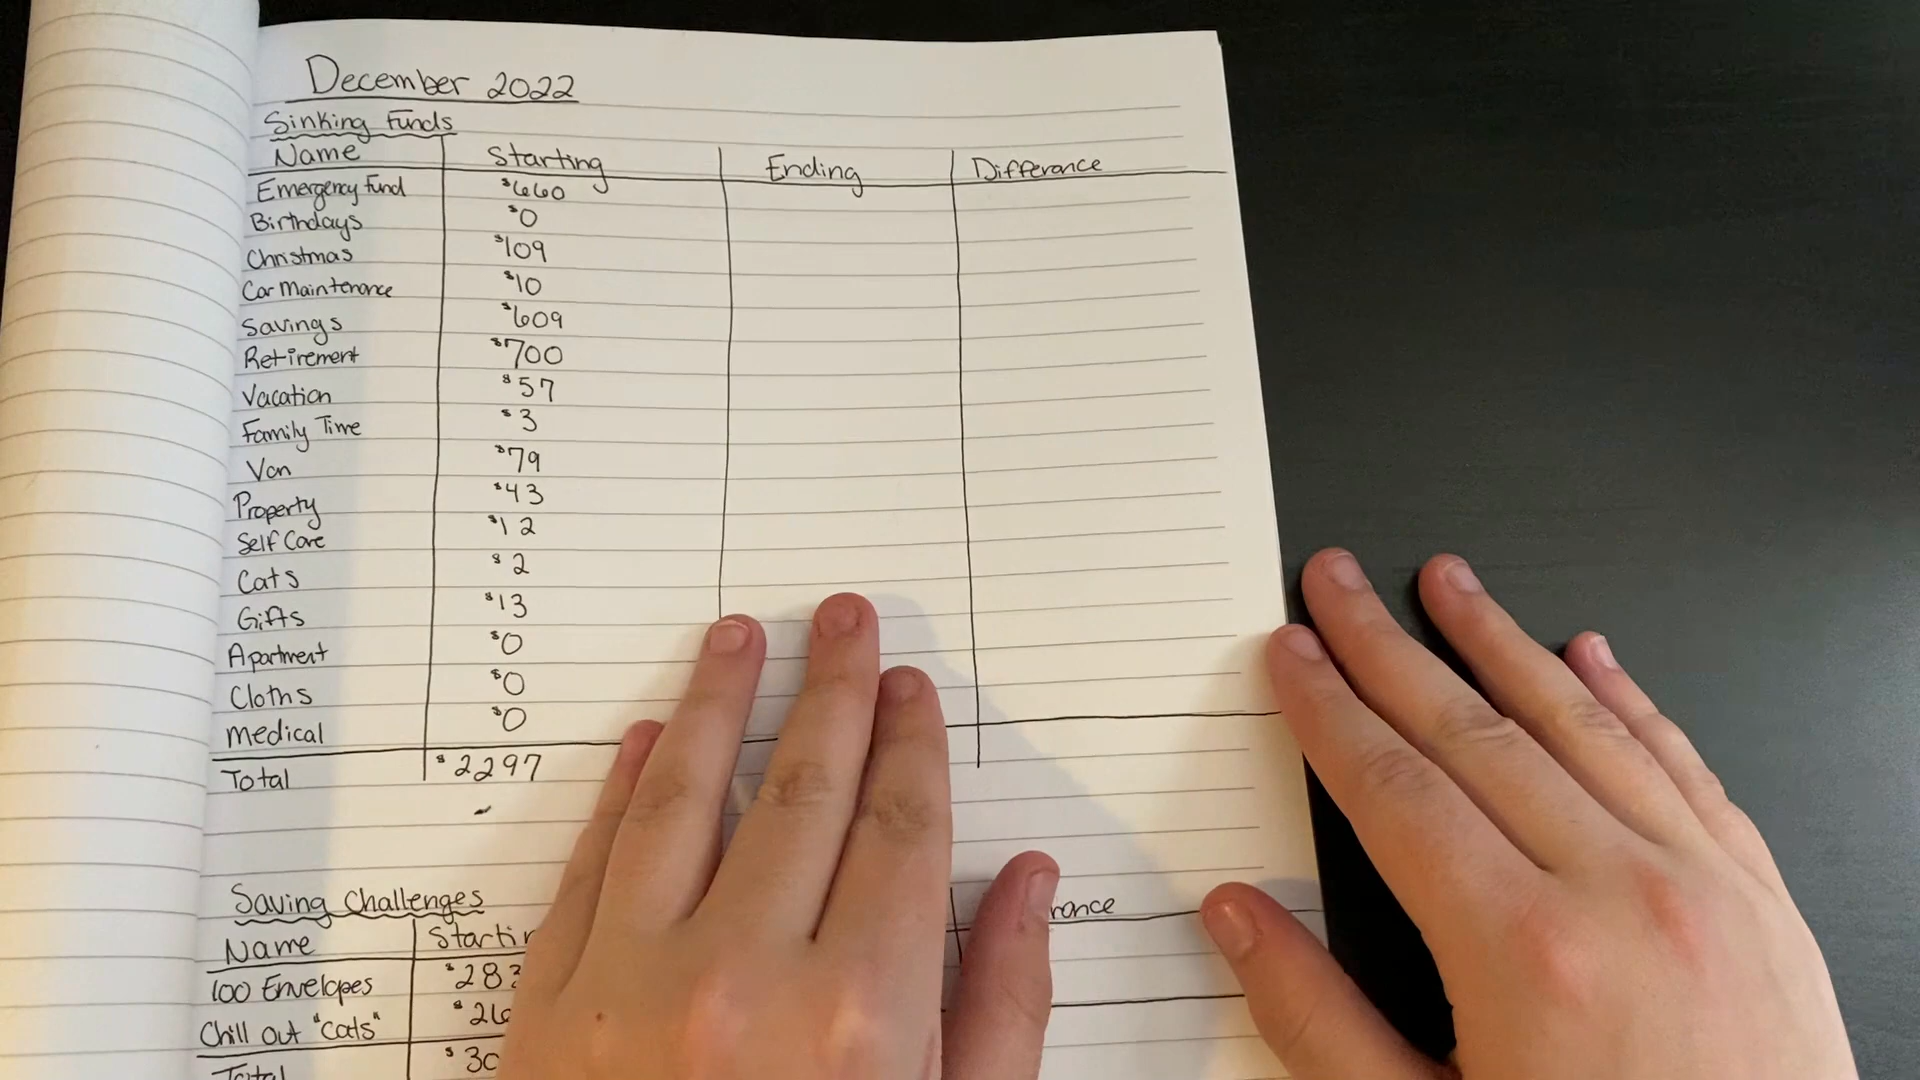 December 2022
Sinking Funds
Name Starting Ending Differance
Emergency Fund $660
Birthdays $0
Christmas $109
Car Maintenance $10
Savings $609
Retirement $700
Vacation $57
Family Time $3
Van $79
Property $43
Self Care $12
Cats $2
Gifts $13
Apartment $0
Cloths $0
Medical $0
Total $2297
Saving Challenges
Name
100 Envelopes
Chill out "Cats"
Total